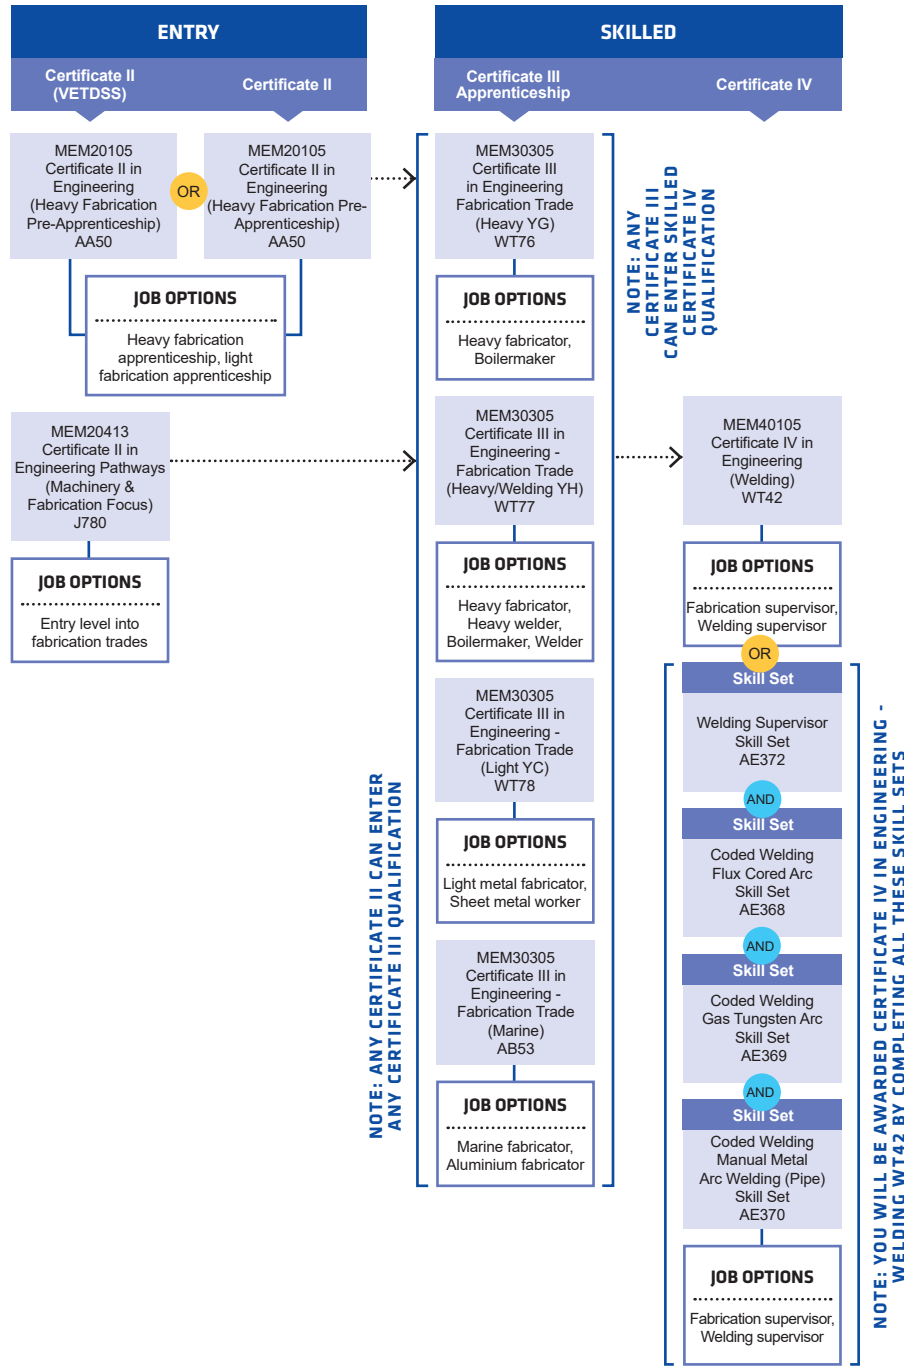 ENTRY
SKILLED
Certificate II
(VETDSS)
Certificate II
Certificate III
Apprenticeship
Certificate IV
MEM20105
Certificate II in
Engineering
(Heavy Fabrication
Pre-Apprenticeship)
AA50
OR
MEM20105
Certificate II in
Engineering
(Heavy Fabrication Pre-
Apprenticeship)
AA50
JOB OPTIONS
Heavy fabrication
apprenticeship, light
fabrication apprenticeship
MEM20413
Certificate II in
Engineering Pathways
(Machinery &
Fabrication Focus)
J780
JOB OPTIONS
Entry level into
fabrication trades
NOTE: ANY CERTIFICATE II CAN ENTER
ANY CERTIFICATE III QUALIFICATION
MEM30305
Certificate III
in Engineering
Fabrication Trade
(Heavy YG)
WT76
JOB OPTIONS
Heavy fabricator,
Boilermaker
MEM30305
Certificate III in
Engineering -
Fabrication Trade
(Heavy/Welding YH)
WT77
JOB OPTIONS
Heavy fabricator,
Heavy welder,
Boilermaker, Welder
MEM30305
Certificate III in
Engineering -
Fabrication Trade
(Light YC)
WT78
JOB OPTIONS
Light metal fabricator,
Sheet metal worker
MEM30305
Certificate III in
Engineering -
Fabrication Trade
(Marine)
AB53
JOB OPTIONS
Marine fabricator,
Aluminium fabricator
NOTE: ANY
CERTIFICATE III
CAN ENTER SKILLED
CERTIFICATE IV
QUALIFICATION
MEM40105
Certificate IV in
Engineering
(Welding)
WT42
JOB OPTIONS
Fabrication supervisor,
Welding supervisor
OR
Skill Set
Welding Supervisor
Skill Set
AE372
AND
Skill Set
Coded Welding
Flux Cored Arc
Skill Set
AE368
AND
Skill Set
Coded Welding
Gas Tungsten Arc
Skill Set
AE369
AND
Skill Set
Coded Welding
Manual Metal
Arc Welding (Pipe)
Skill Set
AE370
JOB OPTIONS
Fabrication supervisor,
Welding supervisor
NOTE: YOU WILL BE AWARDED CERTIFICATE IV IN ENGINEERING -
WELDING WT42 BY COMPLETING ALL THESE SKILL SETS